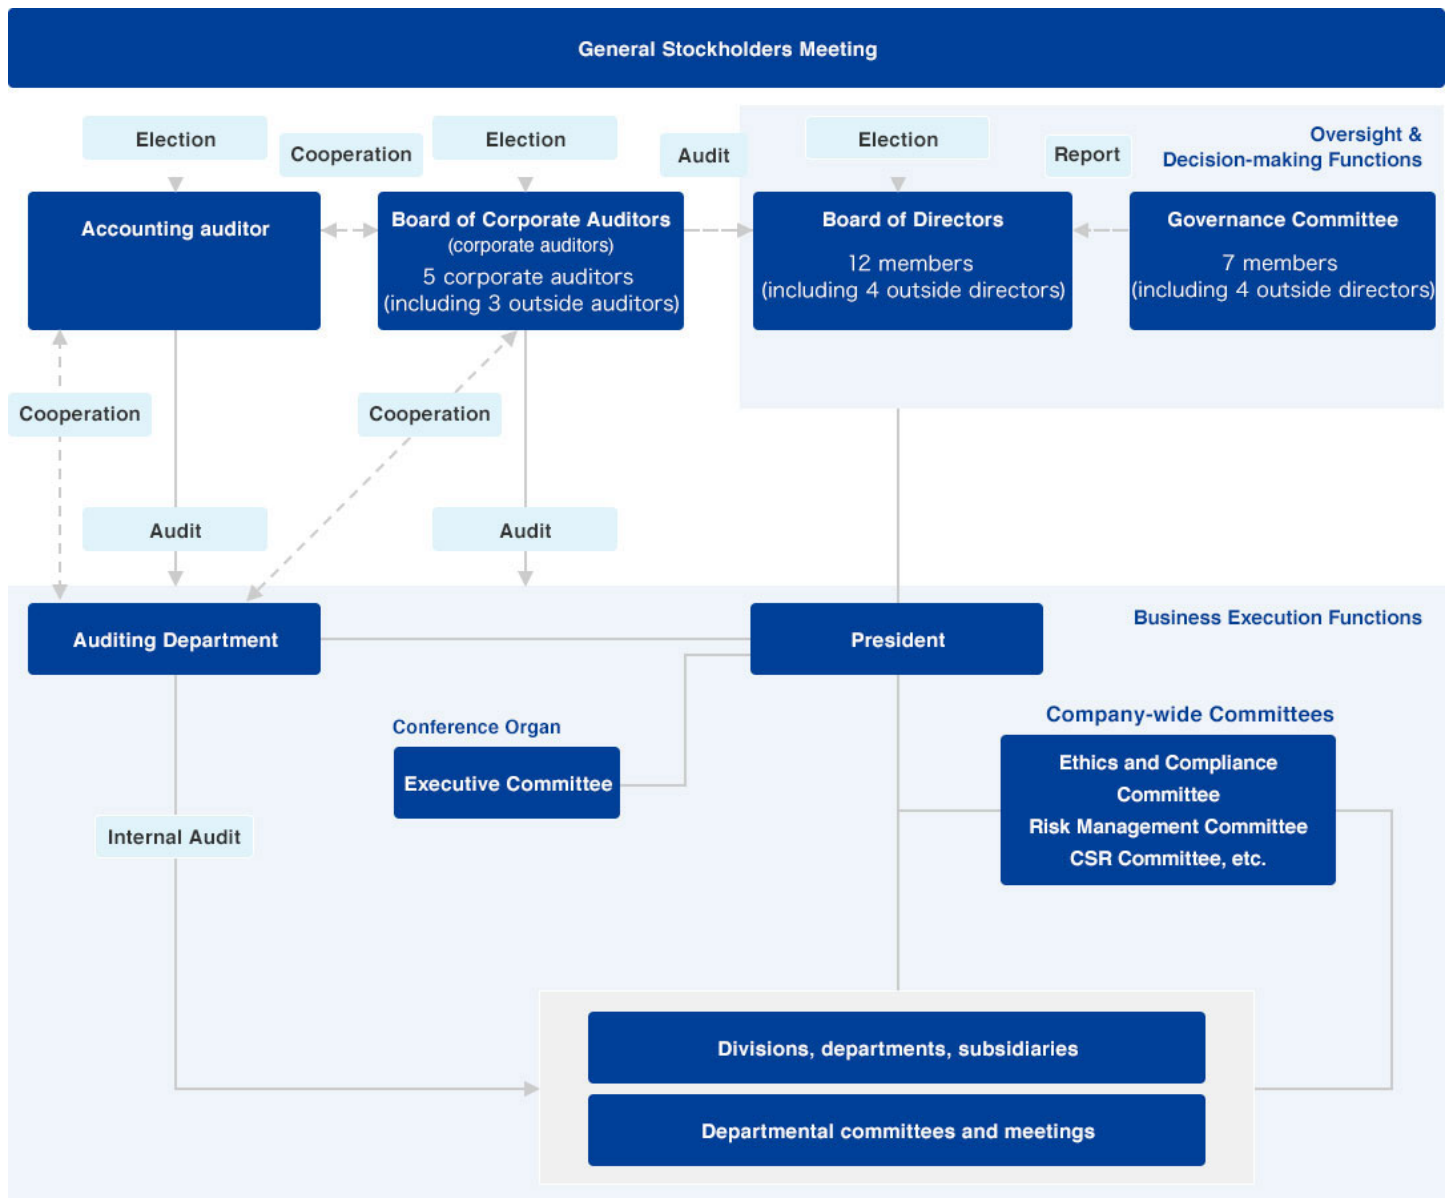 General Stockholders Meeting
Election
Cooperation
Election
Audit
Election
Report
Oversight &
Decision-making Functions
Accounting auditor
Board of Corporate Auditors
(corporate auditors)
5 corporate auditors
(including 3 outside auditors)
Board of Directors
12 members
(including 4 outside directors)
Governance Committee
7 members
(including 4 outside directors)
Cooperation
Cooperation
Audit
Audit
Auditing Department
President
Business Execution Functions
Conference Organ
Executive Committee
Company-wide Committees
Ethics and Compliance
Committee
Risk Management Committee
CSR Committee, etc.
Internal Audit
Divisions, departments, subsidiaries
Departmental committees and meetings